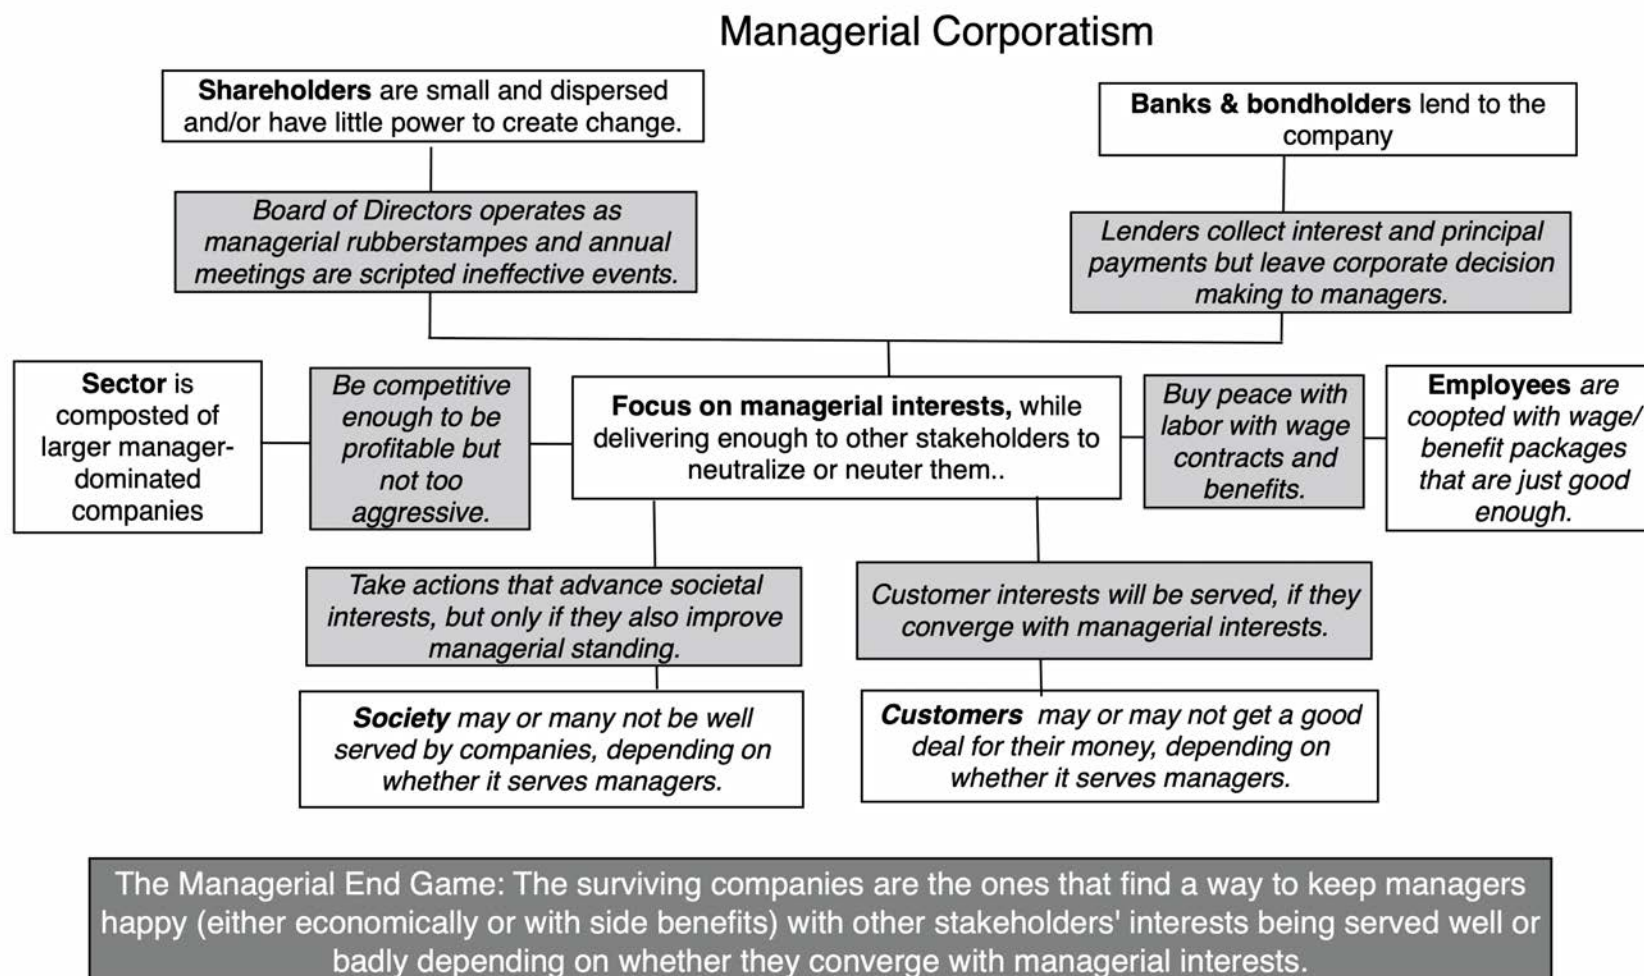 Managerial Corporatism
Shareholders are small and dispersed
and/or have little power to create change.
Banks & bondholders lend to the
company
Board of Directors operates as
managerial rubberstampes and annual
meetings are scripted ineffective events.
Lenders collect interest and principal
payments but leave corporate decision
making to managers.
Sector is
composted of
larger manager-
dominated
companies
Be competitive
enough to be
profitable but
not too
aggressive.
Focus on managerial interests, while
delivering enough to other stakeholders to
neutralize or neuter them..
Buy peace with
labor with wage
contracts and
benefits.
Employees are
coopted with wage/
benefit packages
that are just good
enough.
Take actions that advance societal
interests, but only if they also improve
managerial standing.
Customer interests will be served, if they
converge with managerial interests.
Society may or many not be well
served by companies, depending on
whether it serves managers.
Customers may or may not get a good
deal for their money, depending on
whether it serves managers.
The Managerial End Game: The surviving companies are the ones that find a way to keep managers
happy (either economically or with side benefits) with other stakeholders' interests being served well or
badly depending on whether they converge with managerial interests.